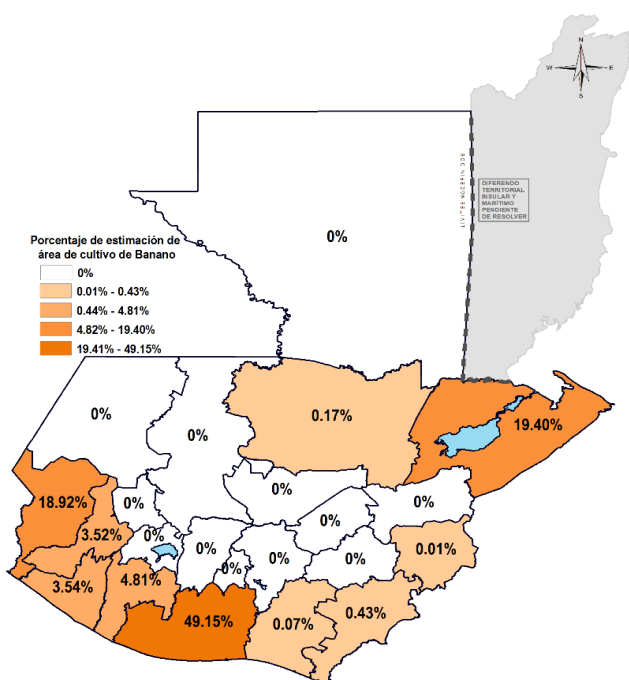 N
W E
S
LIMITES NO DEFINIDOS
DIFERENDO
TERRITORIAL
INSULAR Y
MARÍTIMO
PENDIENTE
DE RESOLVER
0%
Porcentaje de estimación de
área de cultivo de Banano
0%
0.01% - 0.43%
0.44% - 4.81%
4.82% - 19.40%
19.41% - 49.15%
0%
0%
0.17%
19.40%
18.92%
0%
0%
0%
3.52%
0%
0%
0%
0%
0%
0%
0.01%
3.54%
4.81%
49.15%
0.07%
0.43%